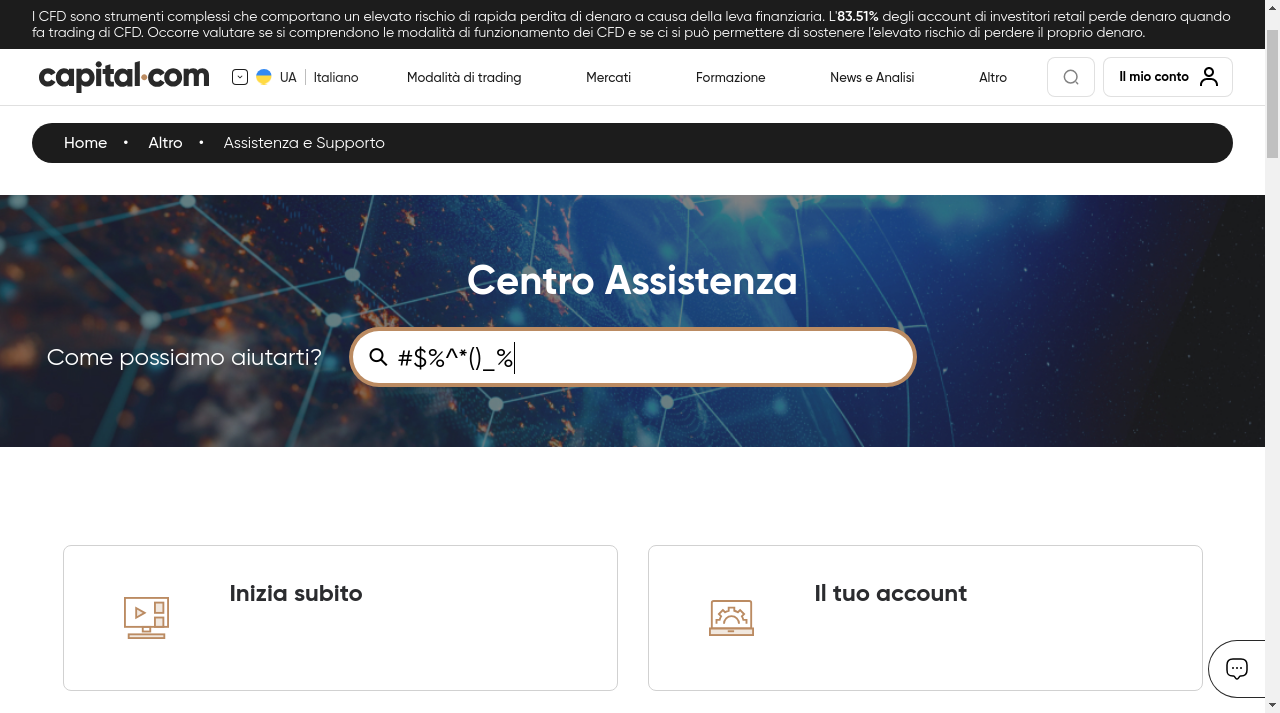 I CFD sono strumenti complessi che comportano un elevato rischio di rapida perdita di denaro a causa della leva finanziaria. L'83.51% degli account di investitori retail perde denaro quando
fa trading di CFD. Occorre valutare se si comprendono le modalità di funzionamento dei CFD e se ci si può permettere di sostenere l’elevato rischio di perdere il proprio denaro.
capital.com UA Italiano Modalità di trading Mercati Formazione News e Analisi Altro Il mio conto
Home • Altro • Assistenza e Supporto
Centro Assistenza
Come possiamo aiutarti? #$%^*()_%
Inizia subito Il tuo account